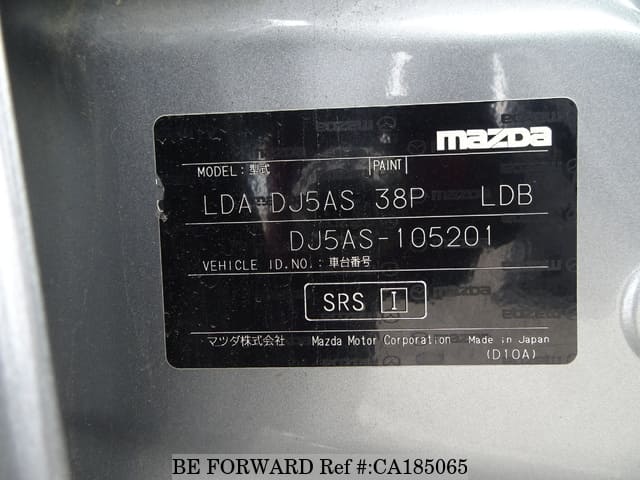 mazda
MODEL: 型式 PAINT
LDA DJ5AS 38P LDB
DJ5AS-105201
VEHICLE ID.NO.: 車台番号
SRS I
マツダ株式会社 Mazda Motor Corporation Made in Japan
(D10A)
BE FORWARD Ref #:CA185065